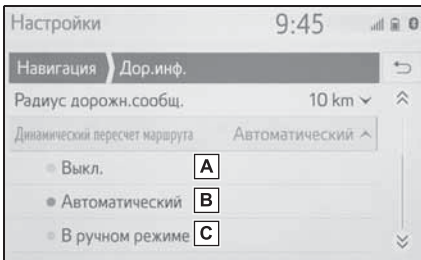 Настройки 9:45
Навигация Дор.инф.
Радиус дорожн.сообщ. 10 km
Динамический пересчет маршрута Автоматический
Выкл. A
Автоматический B
В ручном режиме C